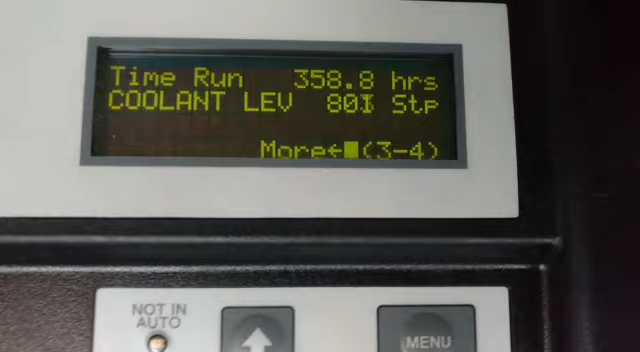 Time Run 358.8 hrs
COOLANT LEV 80% Stp
More←■(3-4)
NOT IN
AUTO
MENU